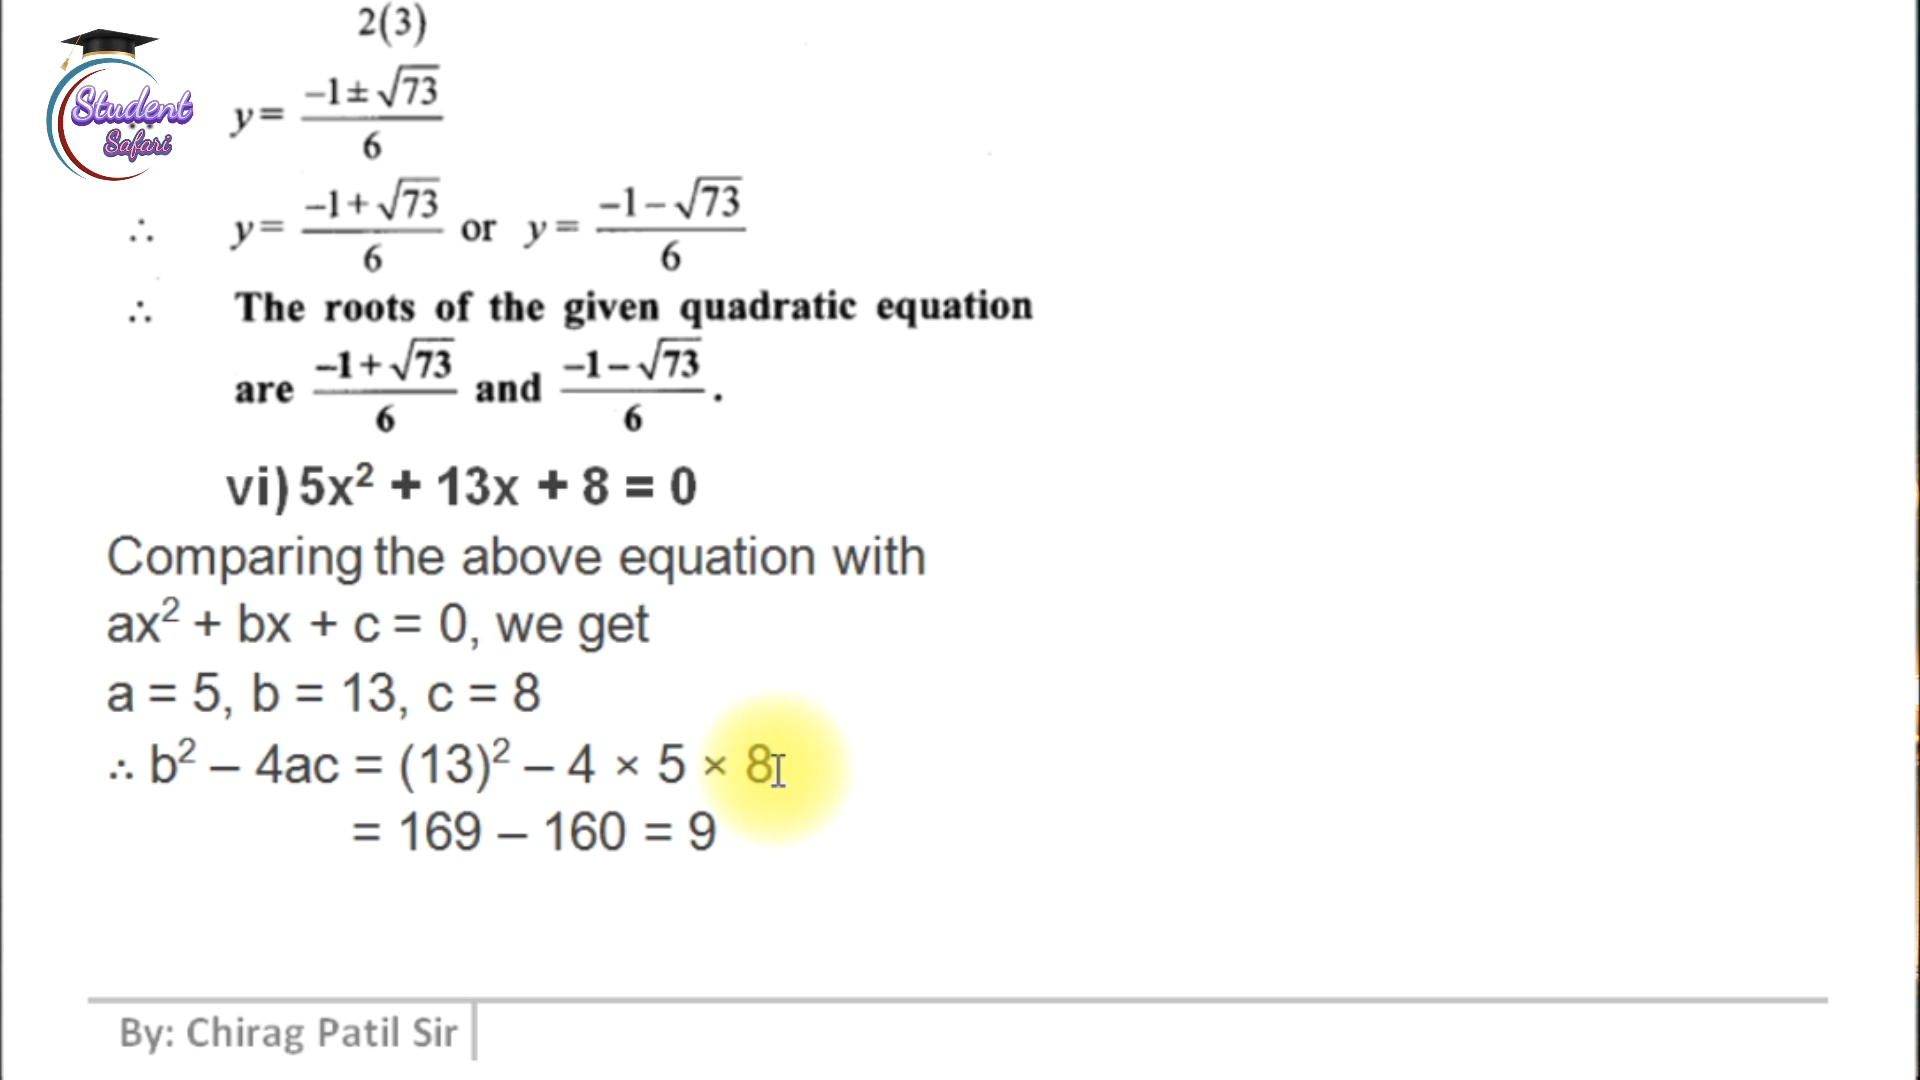 Student
Safari
2(3)
y = (–1 ± √73) / 6
∴ y = (–1 + √73) / 6 or y = (–1 – √73) / 6
∴ The roots of the given quadratic equation
are (–1 + √73) / 6 and (–1 – √73) / 6 .
vi) 5x² + 13x + 8 = 0
Comparing the above equation with
ax² + bx + c = 0, we get
a = 5, b = 13, c = 8
∴ b² – 4ac = (13)² – 4 × 5 × 8
= 169 – 160 = 9
By: Chirag Patil Sir